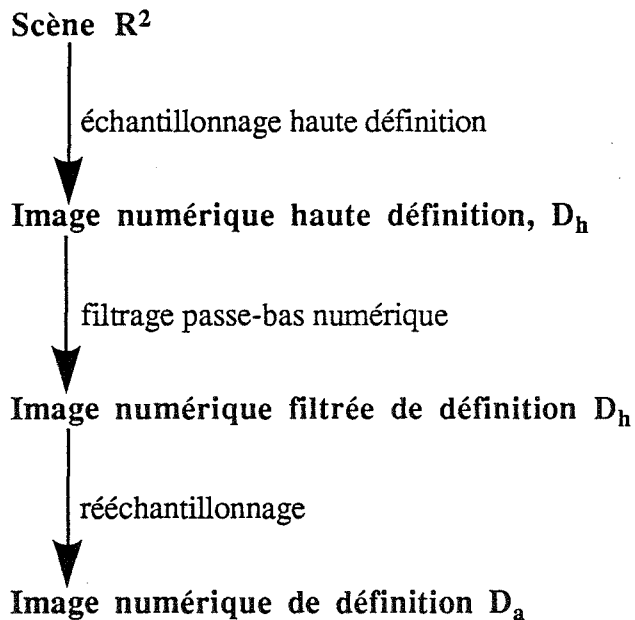 Scène R²
échantillonnage haute définition
Image numérique haute définition, Dₕ
filtrage passe-bas numérique
Image numérique filtrée de définition Dₕ
rééchantillonnage
Image numérique de définition Dₐ